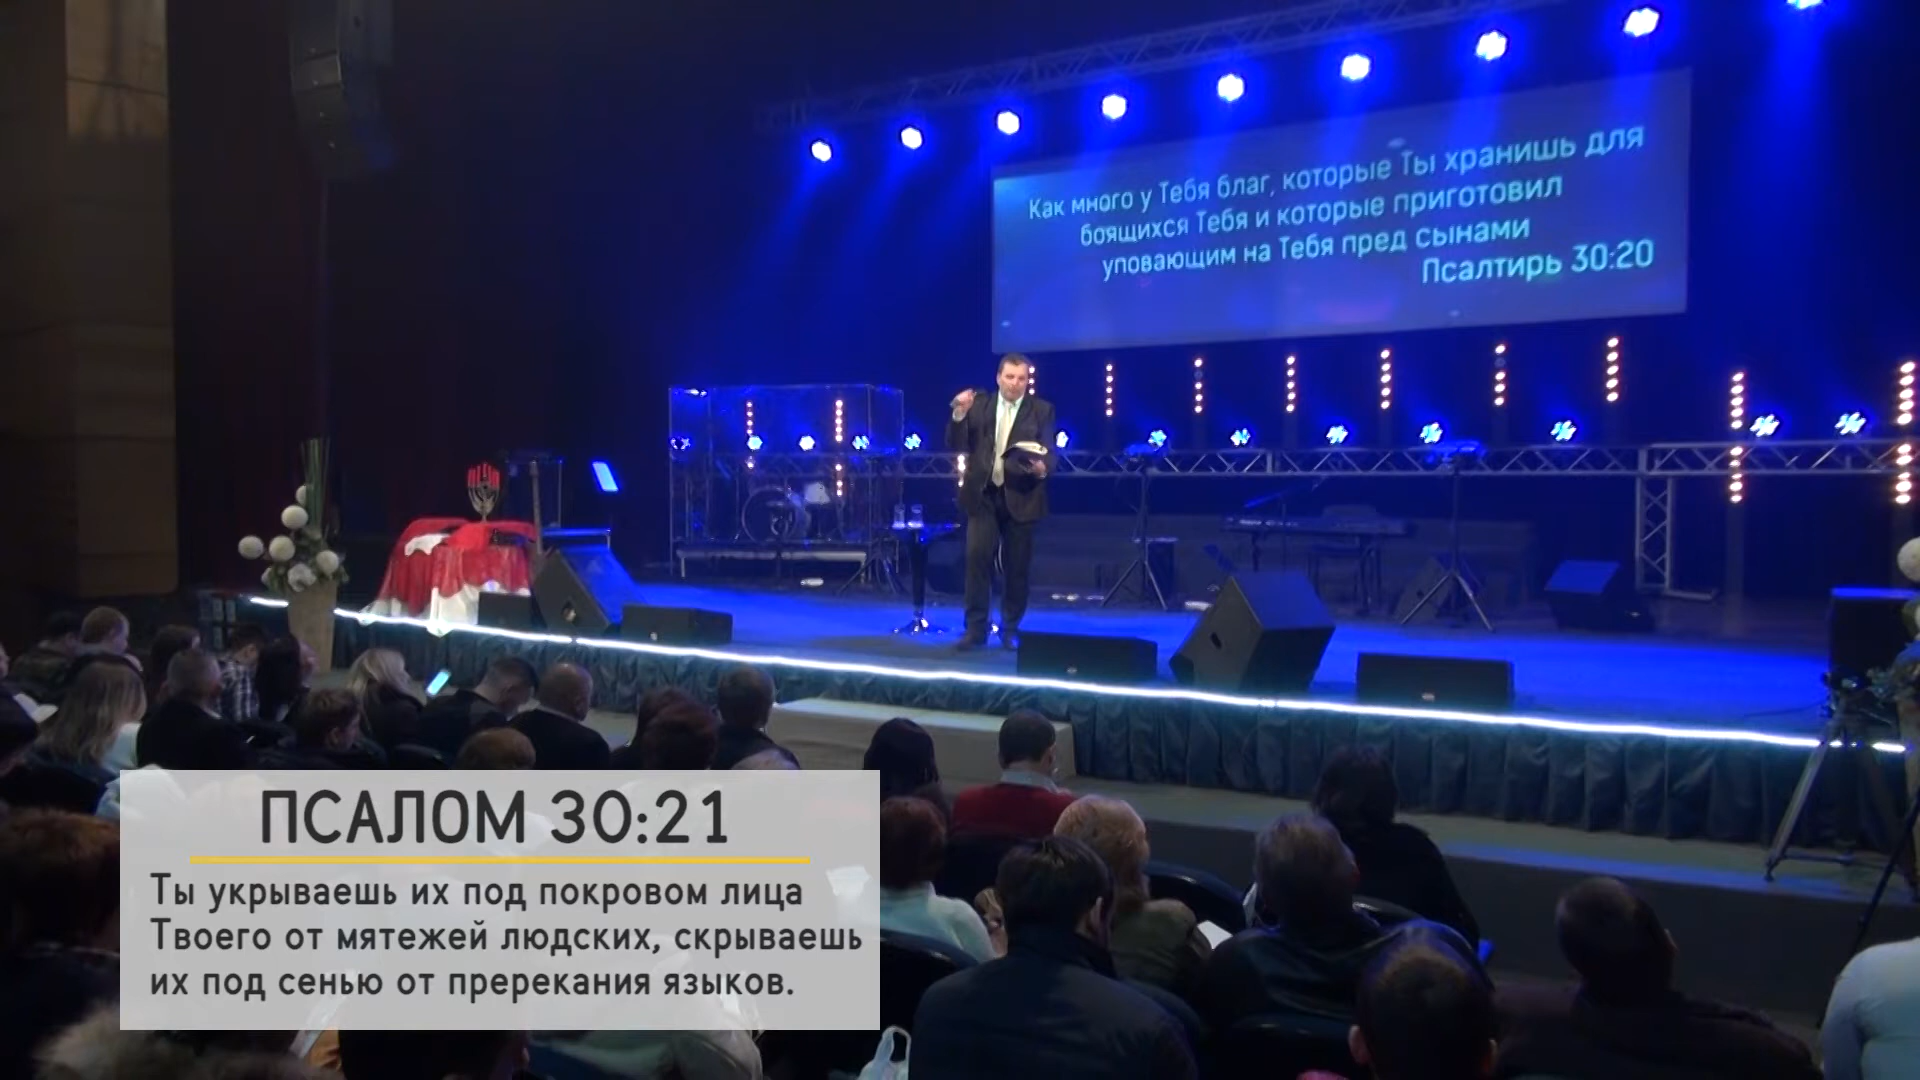 Как много у Тебя благ, которые Ты хранишь для
боящихся Тебя и которые приготовил
уповающим на Тебя пред сынами
Псалтирь 30:20
ПСАЛОМ 30:21
Ты укрываешь их под покровом лица
Твоего от мятежей людских, скрываешь
их под сенью от пререкания языков.